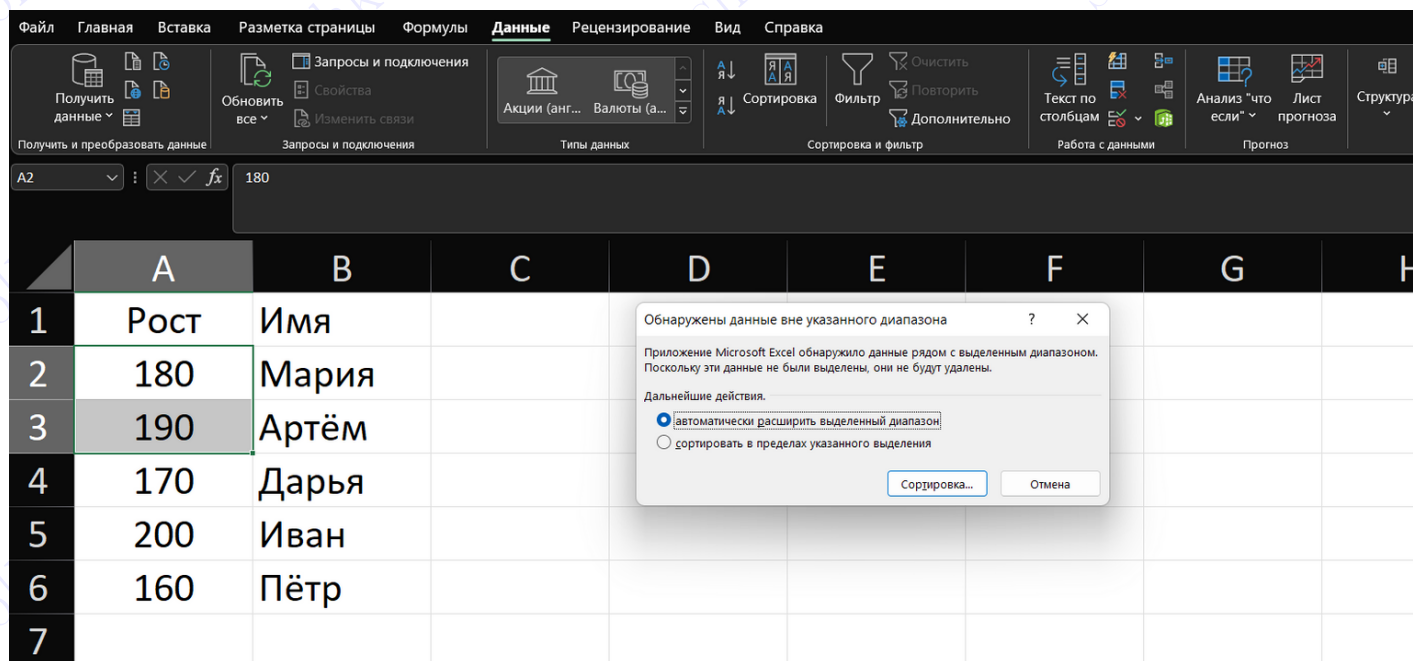 Файл Главная Вставка Разметка страницы Формулы Данные Рецензирование Вид Справка
Получить данные
Обновить все
Запросы и подключения
Свойства
Изменить связи
Акции (анг... Валюты (а...
Сортировка
Фильтр
Очистить
Повторить
Дополнительно
Текст по столбцам
Анализ "что если"
Лист прогноза
Структура
Получить и преобразовать данные Запросы и подключения Типы данных Сортировка и фильтр Работа с данными Прогноз
A2 fx 180
A B C D E F G H
1 Рост Имя
2 180 Мария
3 190 Артём
4 170 Дарья
5 200 Иван
6 160 Пётр
7
Обнаружены данные вне указанного диапазона ?
Приложение Microsoft Excel обнаружило данные рядом с выделенным диапазоном.
Поскольку эти данные не были выделены, они не будут удалены.
Дальнейшие действия.
автоматически расширить выделенный диапазон
сортировать в пределах указанного выделения
Сортировка... Отмена